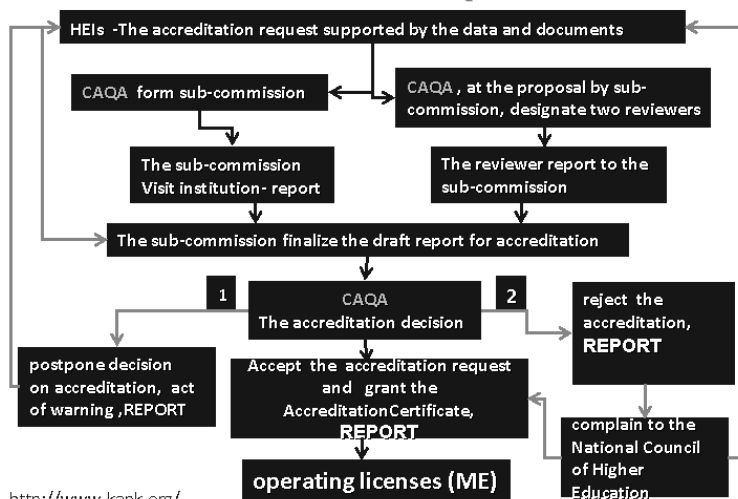 HEIs -The accreditation request supported by the data and documents
CAQA form sub-commission
CAQA , at the proposal by sub-
commission, designate two reviewers
The sub-commission
Visit institution- report
The reviewer report to the
sub-commission
The sub-commission finalize the draft report for accreditation
1
CAQA
The accreditation decision
2
reject the
accreditation,
REPORT
postpone decision
on accreditation, act
of warning ,REPORT
Accept the accreditation request
and grant the
AccreditationCertificate,
REPORT
complain to the
National Council
of Higher
Education
operating licenses (ME)
http://www.kapk.org/